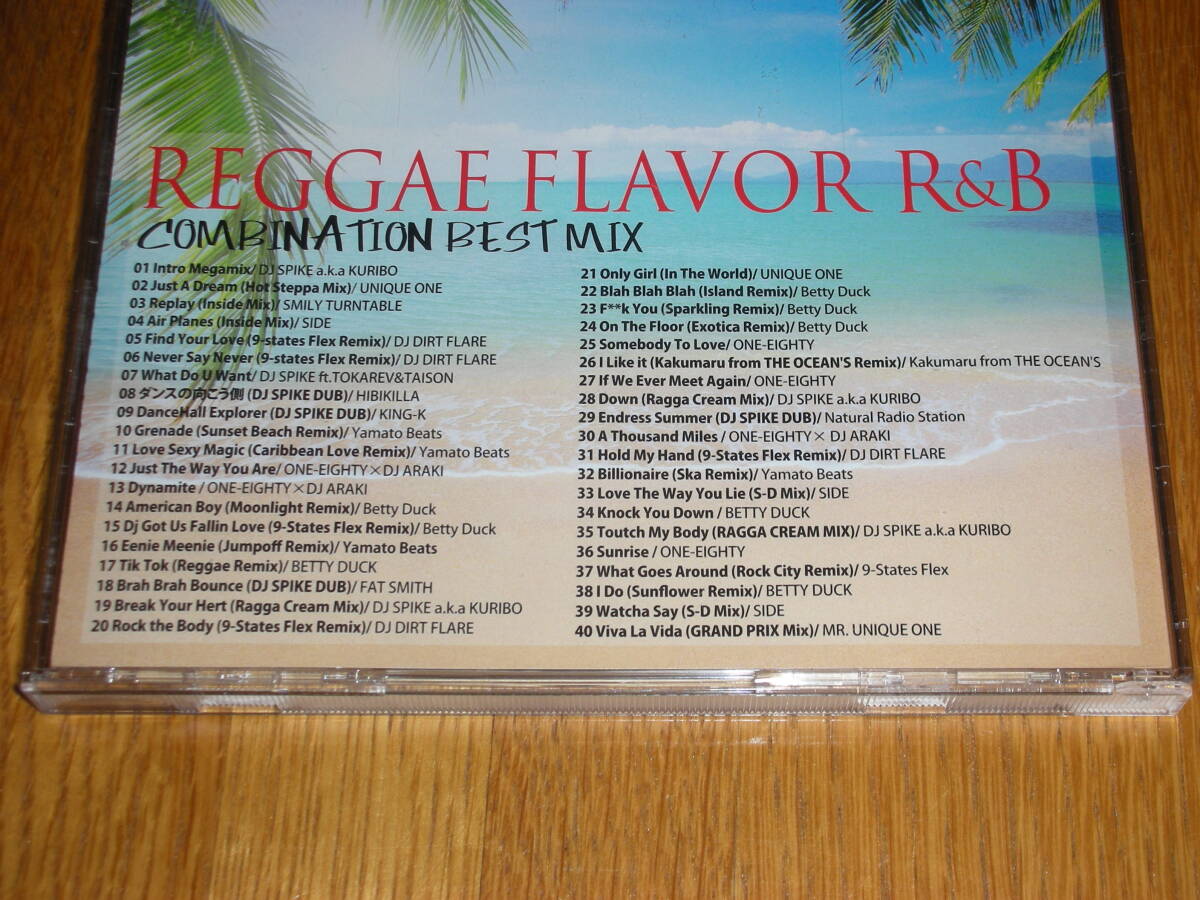 REGGAE FLAVOR R&B
COMBINATION BEST MIX
01 Intro Megamix/ DJ SPIKE a.k.a KURIBO
02 Just A Dream (Hot Steppa Mix)/ UNIQUE ONE
03 Replay (Inside Mix)/ SMILY TURNTABLE
04 Air Planes (Inside Mix)/ SIDE
05 Find Your Love (9-states Flex Remix)/ DJ DIRT FLARE
06 Never Say Never (9-states Flex Remix)/ DJ DIRT FLARE
07 What Do U Want/ DJ SPIKE ft.TOKAREV&TAISON
08 ダンスの向こう側 (DJ SPIKE DUB)/ HIBIKILLA
09 DanceHall Explorer (DJ SPIKE DUB)/ KING-K
10 Grenade (Sunset Beach Remix)/ Yamato Beats
11 Love Sexy Magic (Caribbean Love Remix)/ Yamato Beats
12 Just The Way You Are/ ONE-EIGHTY×DJ ARAKI
13 Dynamite / ONE-EIGHTY×DJ ARAKI
14 American Boy (Moonlight Remix)/ Betty Duck
15 Dj Got Us Fallin Love (9-States Flex Remix)/ Betty Duck
16 Eenie Meenie (Jumpoff Remix)/ Yamato Beats
17 Tik Tok (Reggae Remix)/ BETTY DUCK
18 Brah Brah Bounce (DJ SPIKE DUB)/ FAT SMITH
19 Break Your Hert (Ragga Cream Mix)/ DJ SPIKE a.k.a KURIBO
20 Rock the Body (9-States Flex Remix)/ DJ DIRT FLARE
21 Only Girl (In The World)/ UNIQUE ONE
22 Blah Blah Blah (Island Remix)/ Betty Duck
23 F**k You (Sparkling Remix)/ Betty Duck
24 On The Floor (Exotica Remix)/ Betty Duck
25 Somebody To Love/ ONE-EIGHTY
26 I Like it (Kakumaru from THE OCEAN'S Remix)/ Kakumaru from THE OCEAN'S
27 If We Ever Meet Again/ ONE-EIGHTY
28 Down (Ragga Cream Mix)/ DJ SPIKE a.k.a KURIBO
29 Endress Summer (DJ SPIKE DUB)/ Natural Radio Station
30 A Thousand Miles / ONE-EIGHTY× DJ ARAKI
31 Hold My Hand (9-States Flex Remix)/ DJ DIRT FLARE
32 Billionaire (Ska Remix)/ Yamato Beats
33 Love The Way You Lie (S-D Mix)/ SIDE
34 Knock You Down / BETTY DUCK
35 Toutch My Body (RAGGA CREAM MIX)/ DJ SPIKE a.k.a KURIBO
36 Sunrise / ONE-EIGHTY
37 What Goes Around (Rock City Remix)/ 9-States Flex
38 I Do (Sunflower Remix)/ BETTY DUCK
39 Watcha Say (S-D Mix)/ SIDE
40 Viva La Vida (GRAND PRIX Mix)/ MR. UNIQUE ONE